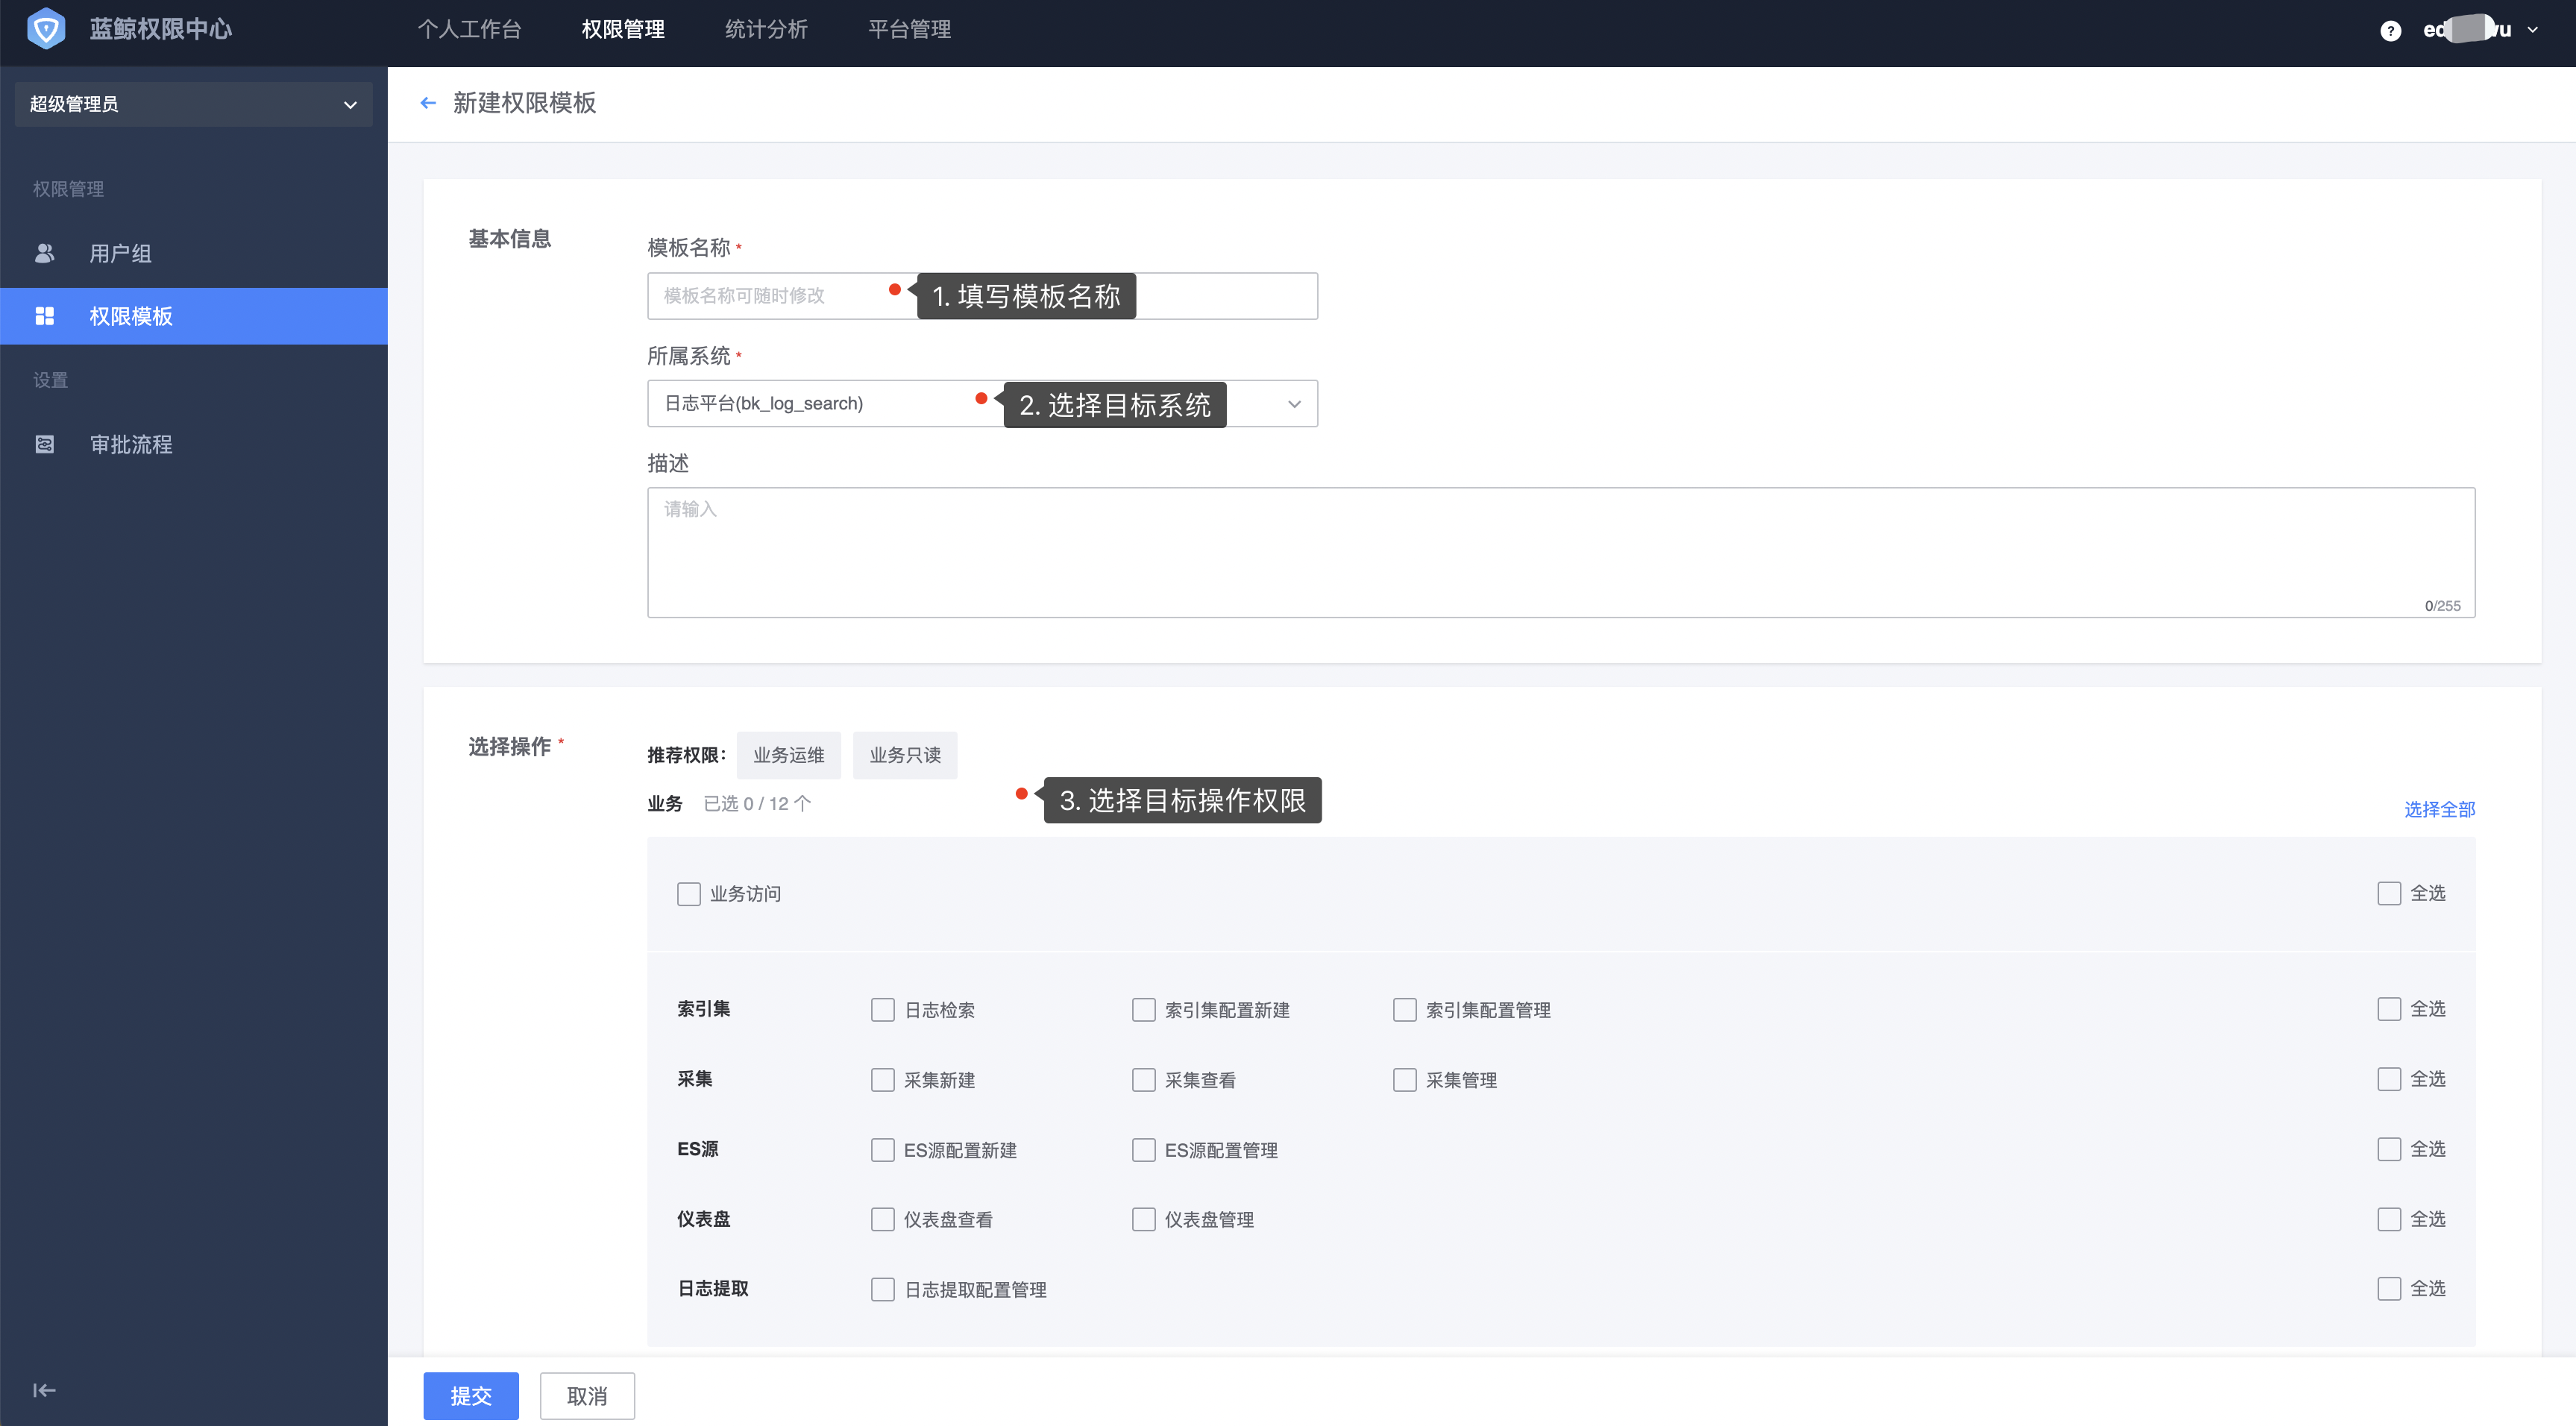 蓝鲸权限中心
个人工作台 权限管理 统计分析 平台管理
超级管理员
权限管理
用户组
权限模板
设置
审批流程
新建权限模板
基本信息
模板名称 *
模板名称可随时修改
1. 填写模板名称
所属系统 *
日志平台(bk_log_search)
2. 选择目标系统
描述
请输入
0/255
选择操作 *
推荐权限: 业务运维 业务只读
业务 已选 0 / 12 个
3. 选择目标操作权限
选择全部
业务访问 全选
索引集 日志检索 索引集配置新建 索引集配置管理 全选
采集 采集新建 采集查看 采集管理 全选
ES源 ES源配置新建 ES源配置管理 全选
仪表盘 仪表盘查看 仪表盘管理 全选
日志提取 日志提取配置管理 全选
提交 取消